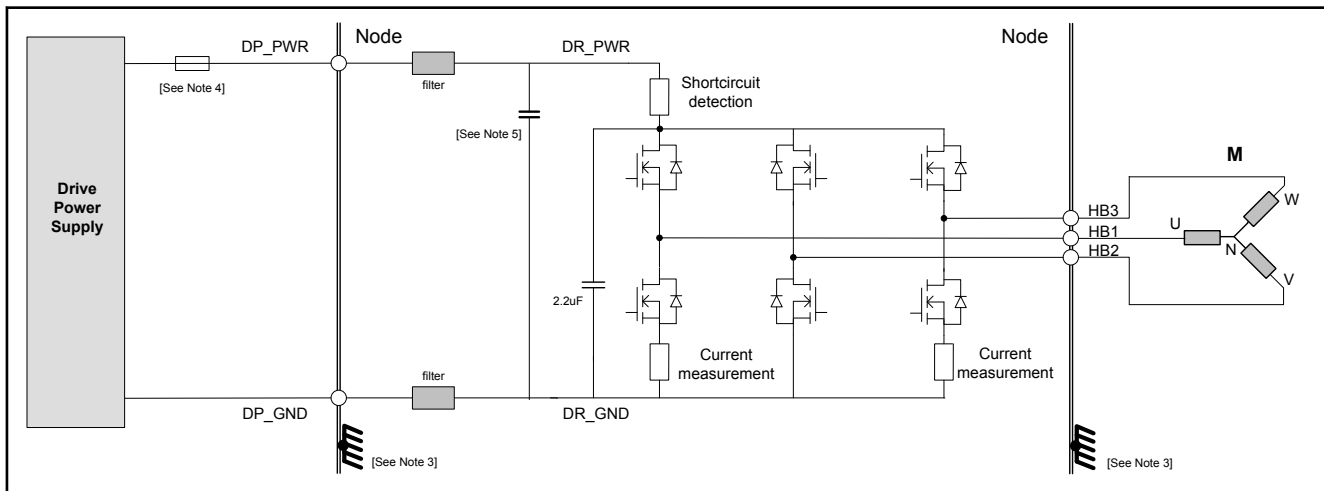 Drive
Power
Supply
DP_PWR
[See Note 4]
Node
filter
DR_PWR
[See Note 5]
Shortcircuit
detection
2.2uF
Current
measurement
Current
measurement
filter
DP_GND
DR_GND
[See Note 3]
Node
HB3
HB1
HB2
M
U
W
N
V
[See Note 3]